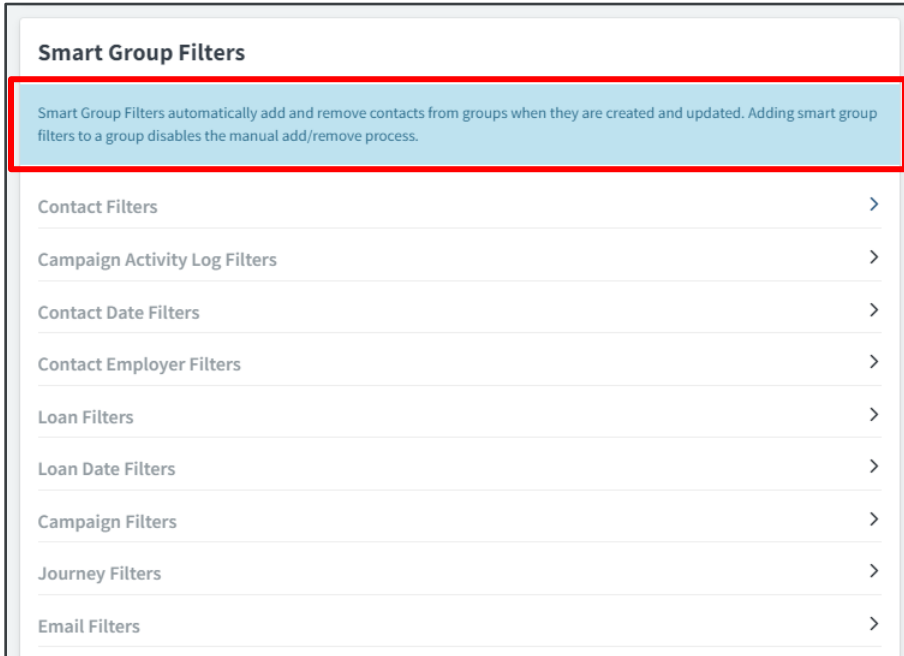 Smart Group Filters
Smart Group Filters automatically add and remove contacts from groups when they are created and updated. Adding smart group
filters to a group disables the manual add/remove process.
Contact Filters
Campaign Activity Log Filters
Contact Date Filters
Contact Employer Filters
Loan Filters
Loan Date Filters
Campaign Filters
Journey Filters
Email Filters